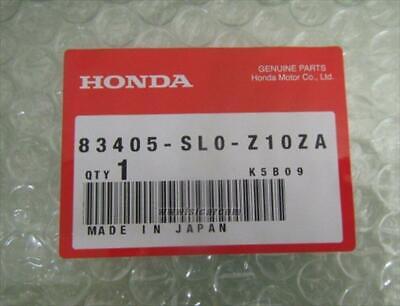 HONDA
GENUINE PARTS
Honda Motor Co., Ltd.
83405-SL0-Z10ZA
QTY 1 K5B09
MADE IN JAPAN